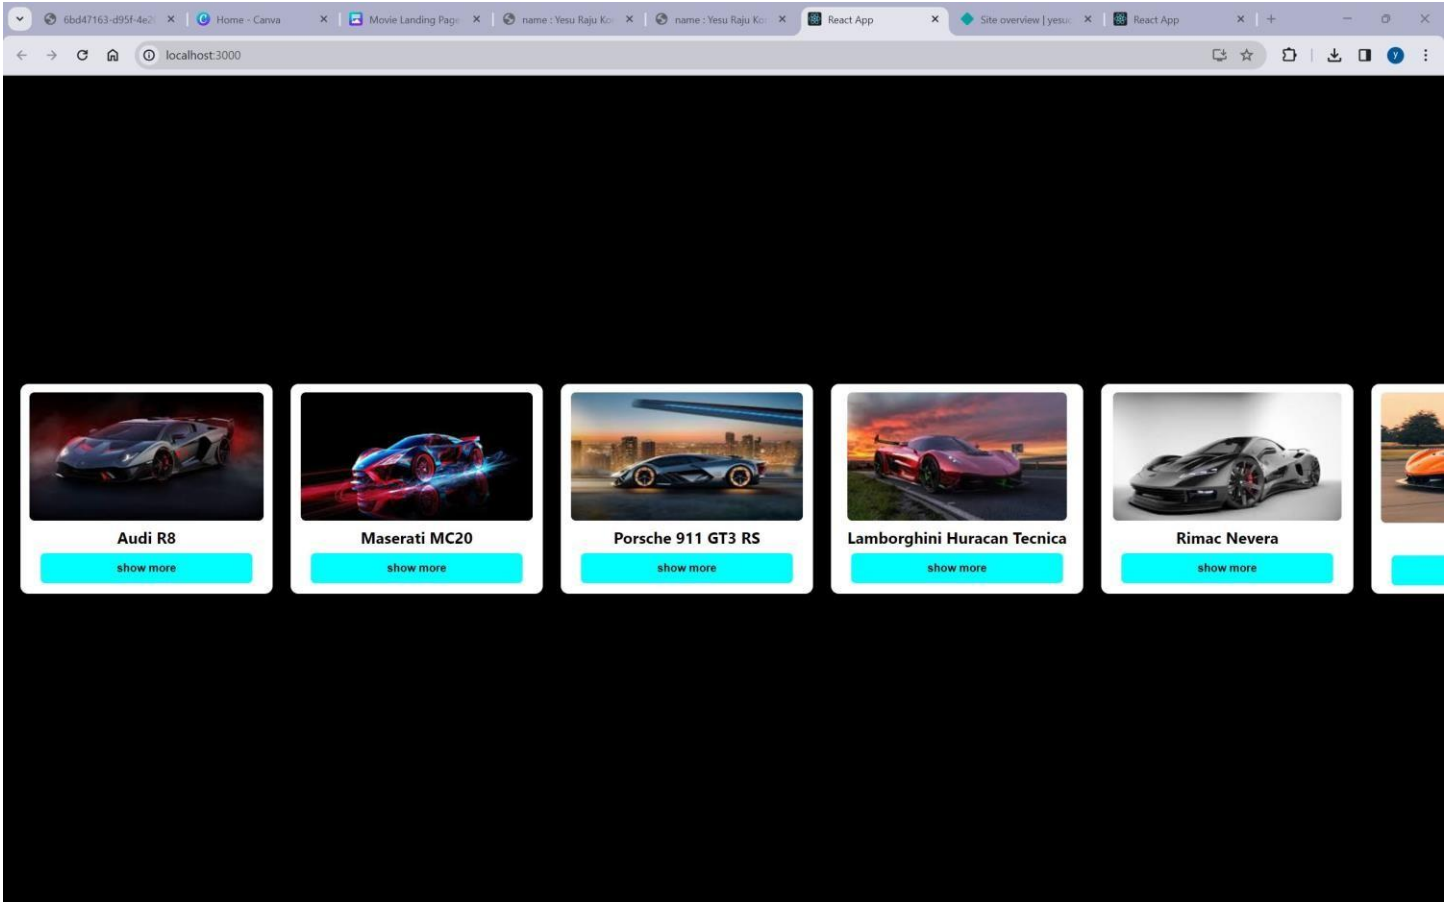 6bd47163-d95f-4e2
Home - Canva
Movie Landing Page
name : Yesu Raju Ko
name : Yesu Raju Ko
React App
Site overview | yesu
React App
localhost:3000
y
Audi R8
Maserati MC20
Porsche 911 GT3 RS
Lamborghini Huracan Tecnica
Rimac Nevera
show more
show more
show more
show more
show more